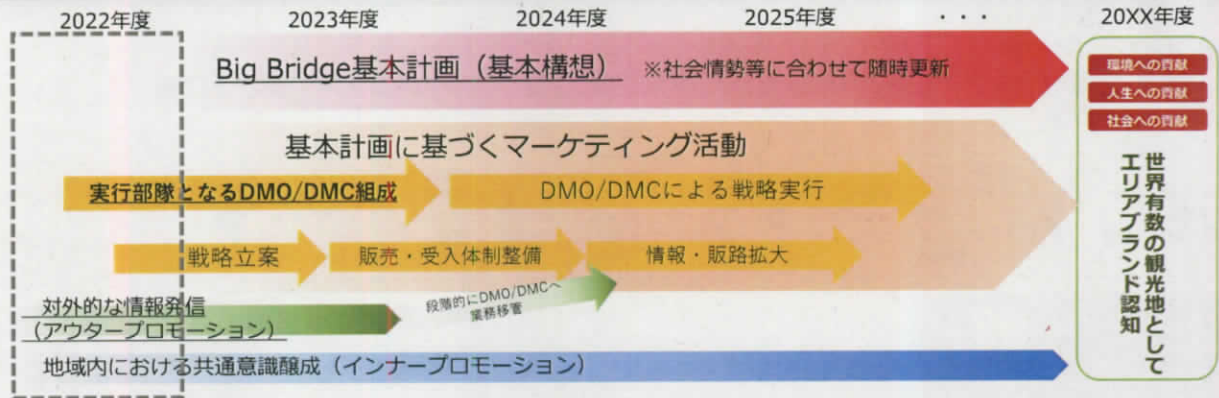 2022年度
2023年度
2024年度
2025年度
・・・
20XX年度
Big Bridge基本計画（基本構想） ※社会情勢等に合わせて随時更新
環境への貢献
人生への貢献
社会への貢献
基本計画に基づくマーケティング活動
実行部隊となるDMO/DMC組成
DMO/DMCによる戦略実行
戦略立案
販売・受入体制整備
情報・販路拡大
段階的にDMO/DMCへ
業務移管
対外的な情報発信
（アウタープロモーション）
地域内における共通意識醸成（インナープロモーション）
世界有数の観光地として
エリアブランド認知